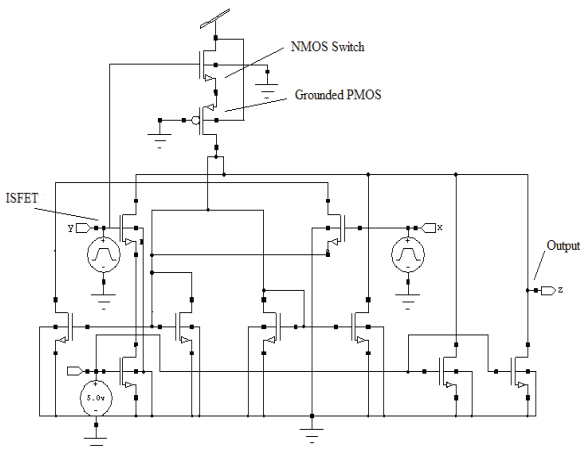 NMOS Switch
Grounded PMOS
ISFET
y
x
Output
z
5.0v